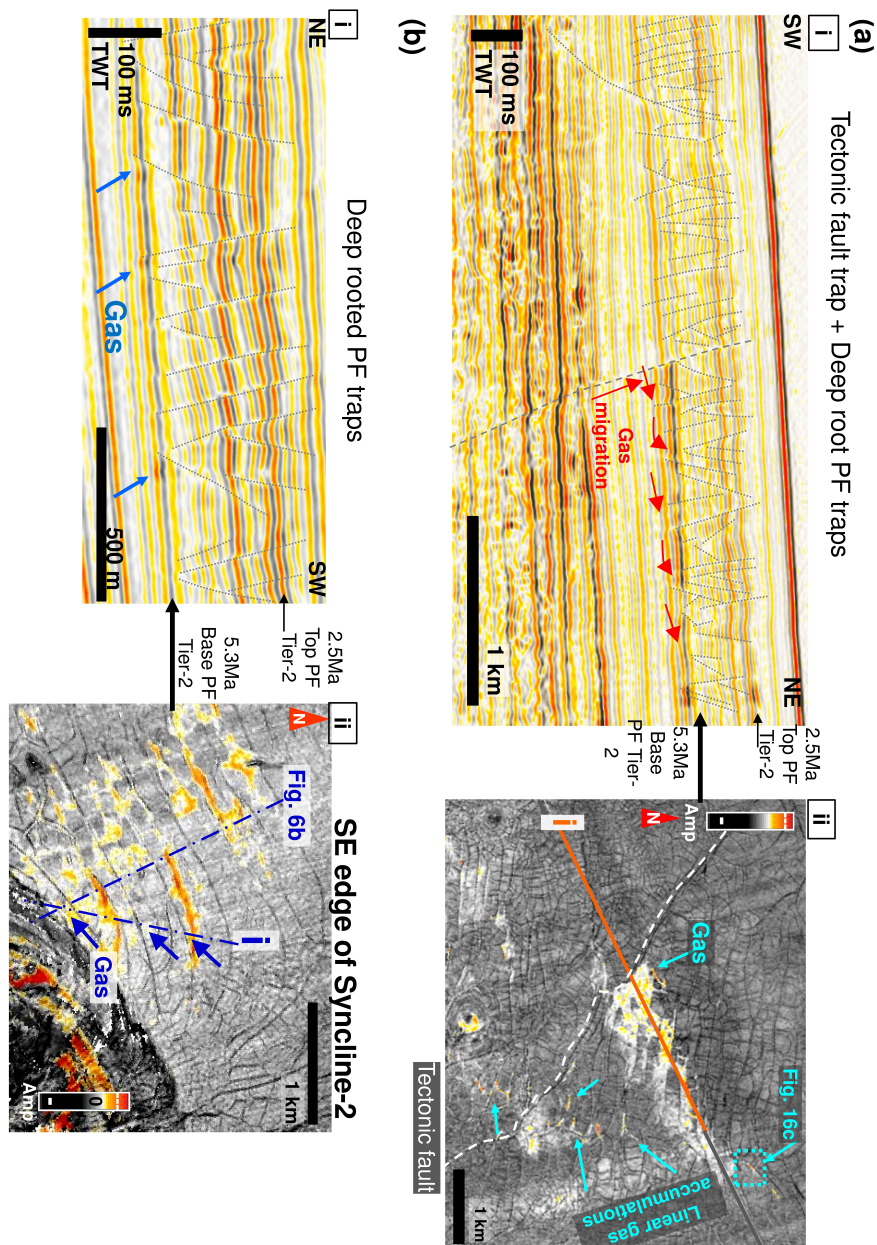 (a)
Tectonic fault trap + Deep root PF traps
i
SW
NE
100 ms
TWT
Gas
migration
1 km
2.5Ma
Top PF
Tier-2
5.3Ma
Base
PF Tier-
2
ii
Amp
+
-
N
i
Gas
Fig. 16c
Linear gas
accumulations
Tectonic fault
1 km
(b)
Deep rooted PF traps
i
NE
SW
100 ms
TWT
Gas
500 m
2.5Ma
Top PF
Tier-2
5.3Ma
Base PF
Tier-2
SE edge of Syncline-2
ii
N
Fig. 6b
i
Gas
1 km
Amp
-
0
+